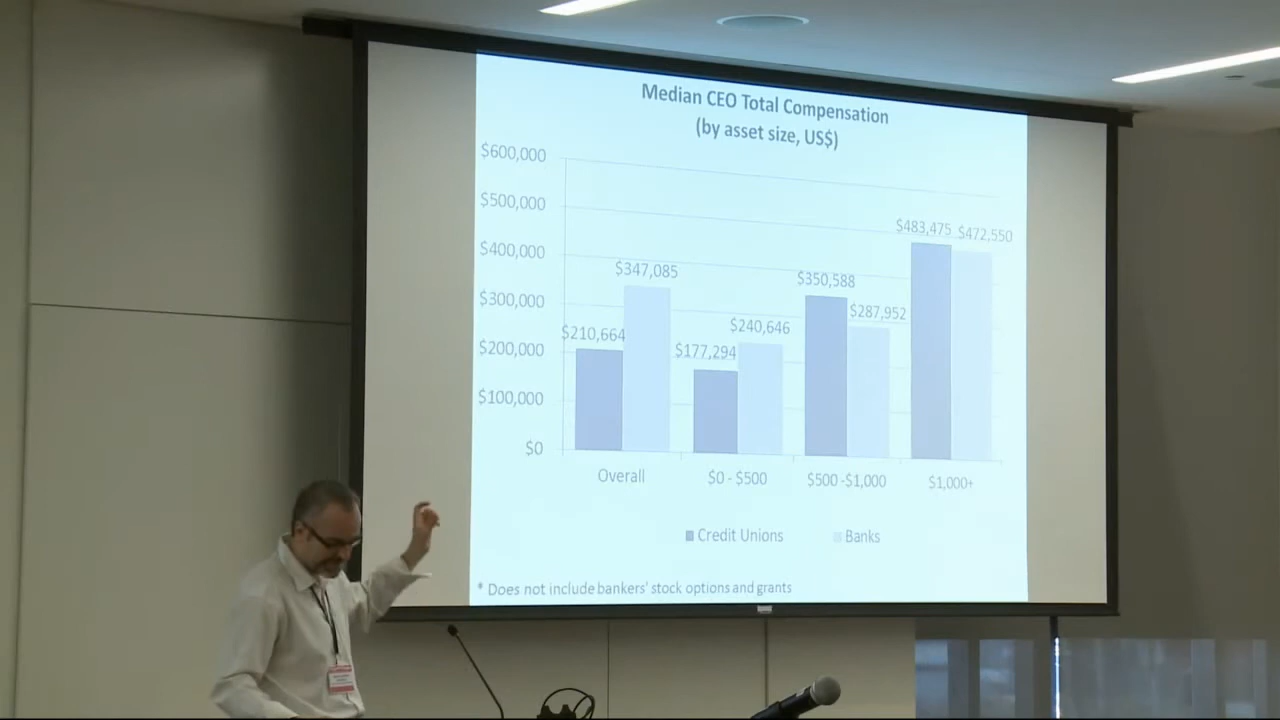 Median CEO Total Compensation
(by asset size, US$)
$600,000
$500,000
$400,000
$300,000
$200,000
$100,000
$0
$210,664
$347,085
$177,294
$240,646
$350,588
$287,952
$483,475
$472,550
Overall
$0 - $500
$500 -$1,000
$1,000+
Credit Unions
Banks
* Does not include bankers' stock options and grants